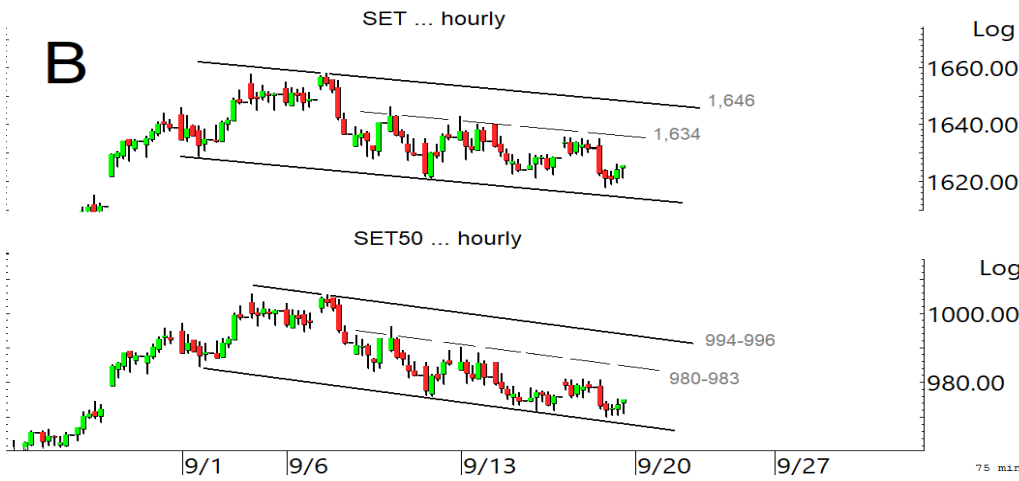 SET ... hourly
Log
B
1660.00
1,646
1640.00
1,634
1620.00
SET50 ... hourly
Log
1000.00
994-996
980-983
980.00
9/1 9/6 9/13 9/20 9/27
75 min